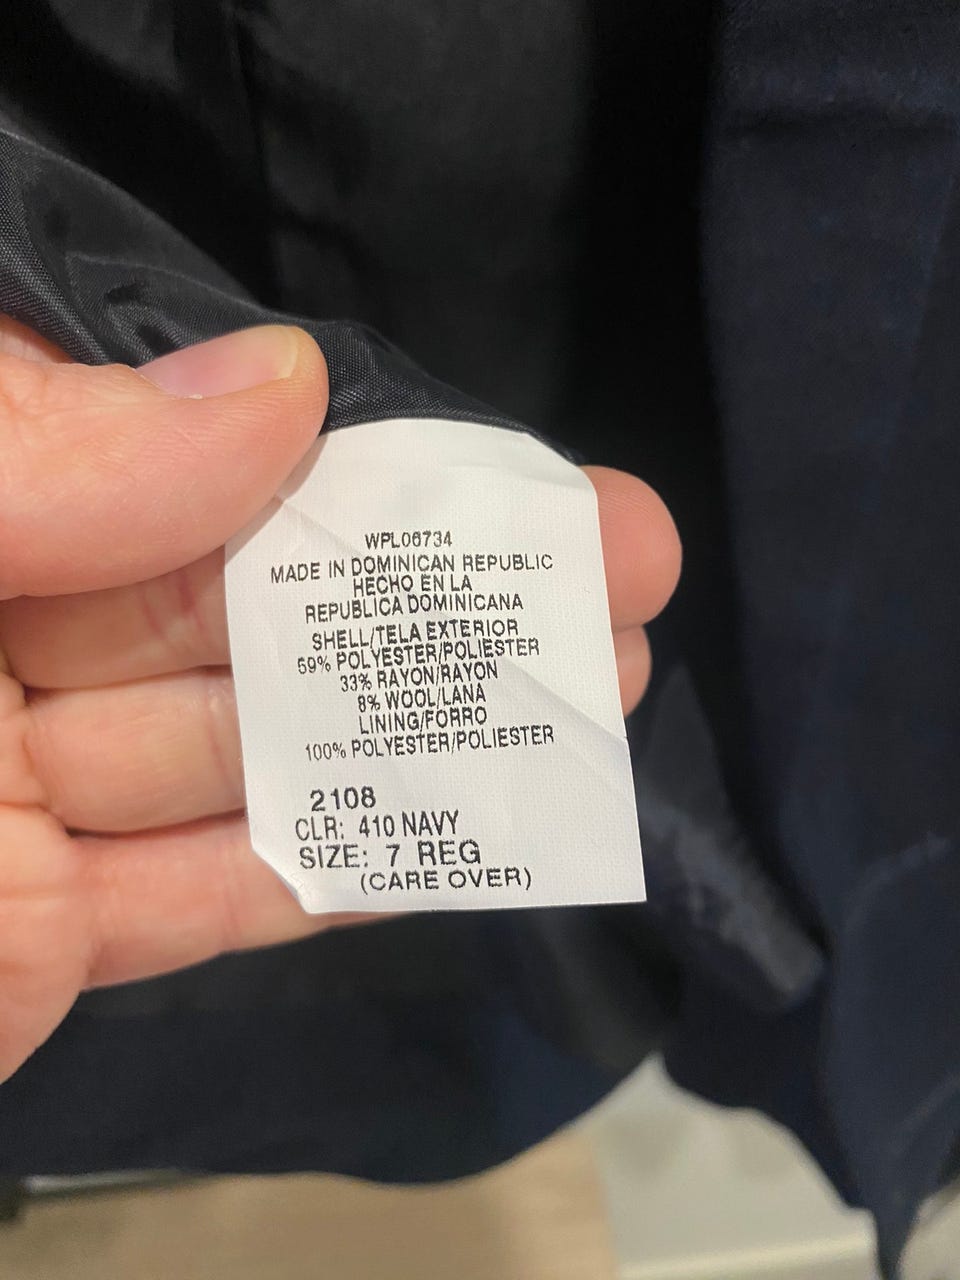 WPL06734
MADE IN DOMINICAN REPUBLIC
HECHO EN LA
REPUBLICA DOMINICANA
SHELL/TELA EXTERIOR
59% POLYESTER/POLIESTER
33% RAYON/RAYON
8% WOOL/LANA
LINING/FORRO
100% POLYESTER/POLIESTER
2108
CLR: 410 NAVY
SIZE: 7 REG
(CARE OVER)